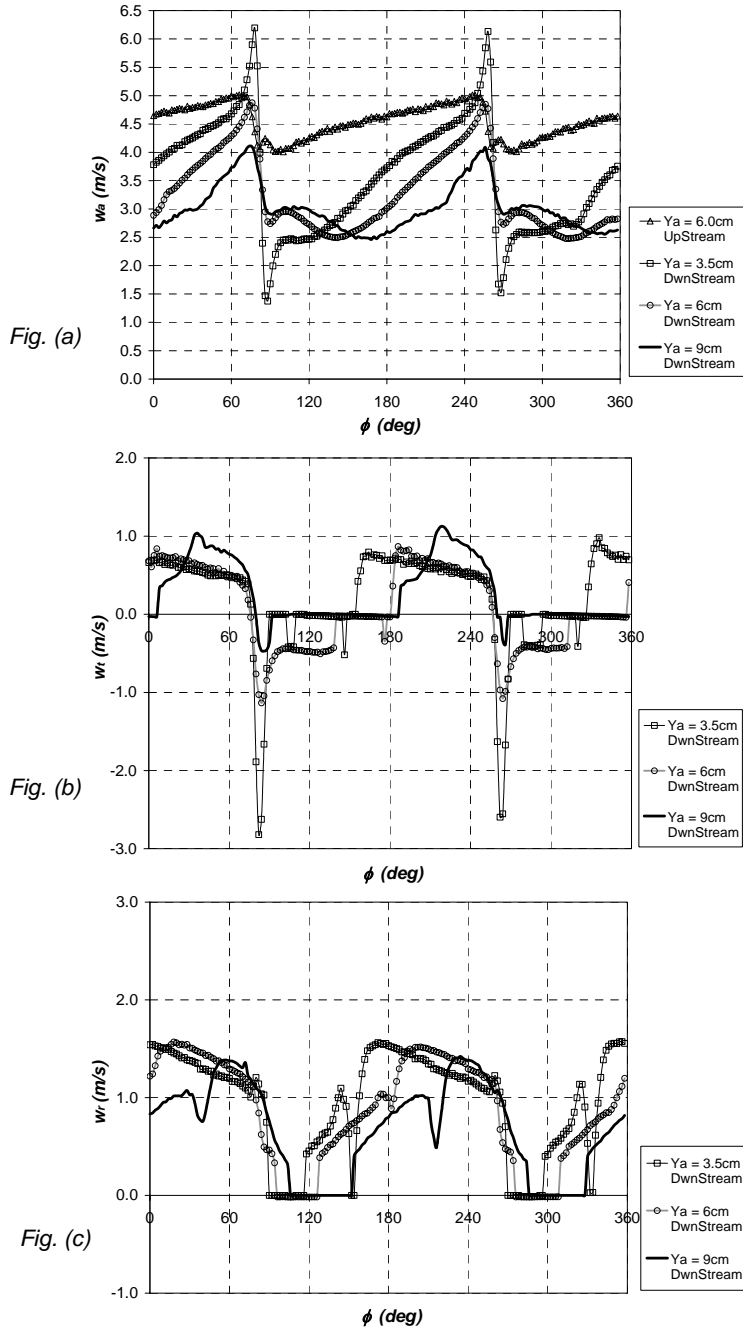 6.5
6.0
5.5
5.0
4.5
4.0
3.5
3.0
2.5
2.0
1.5
1.0
0.5
0.0
wa (m/s)
0 60 120 180 240 300 360
ϕ (deg)
Fig. (a)
Ya = 6.0cm
UpStream
Ya = 3.5cm
DwnStream
Ya = 6cm
DwnStream
Ya = 9cm
DwnStream
2.0
1.0
0.0
-1.0
-2.0
-3.0
wt (m/s)
0 60 120 180 240 300 360
ϕ (deg)
Fig. (b)
Ya = 3.5cm
DwnStream
Ya = 6cm
DwnStream
Ya = 9cm
DwnStream
3.0
2.0
1.0
0.0
-1.0
wr (m/s)
0 60 120 180 240 300 360
ϕ (deg)
Fig. (c)
Ya = 3.5cm
DwnStream
Ya = 6cm
DwnStream
Ya = 9cm
DwnStream